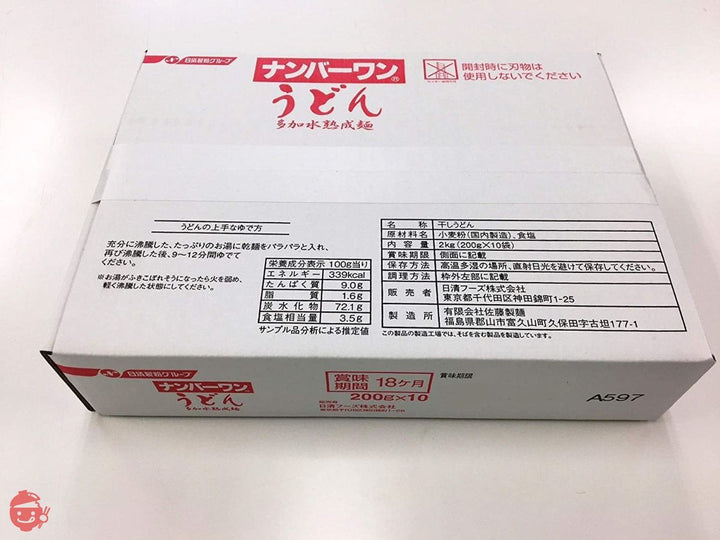 日清製粉グループ
ナンバーワン®
うどん
多加水熟成麺
開封時に刃物は
使用しないでください
うどんの上手なゆで方
充分に沸騰した、たっぷりのお湯に乾麺をパラパラと入れ、
再び沸騰した後、9〜12分間ゆでて
ください。
※お湯がふきこぼれそうになったら火を弱め、
軽く沸騰した状態にしてください。
栄養成分表示 100g当り
エネルギー 339kcal
たんぱく質 9.0g
脂質 1.6g
炭水化物 72.1g
食塩相当量 3.5g
サンプル品分析による推定値
名称 干しうどん
原材料名 小麦粉(国内製造)、食塩
内容量 2kg(200g×10袋)
賞味期限 側面に記載
保存方法 高温多湿の場所、直射日光を避けて保存してください。
調理方法 枠外左部に記載
販売者 日清フーズ株式会社
東京都千代田区神田錦町1-25
製造所 有限会社佐藤製麺
福島県郡山市富久山町久保田字古坦177-1
この製品の製造工場では、そばを含む製品を製造しています。
日清製粉グループ
ナンバーワン
うどん
多加水熟成麺
賞味期間 18ヶ月
200g×10
販売者
日清フーズ株式会社
東京都千代田区神田錦町1-25
賞味期限
A597